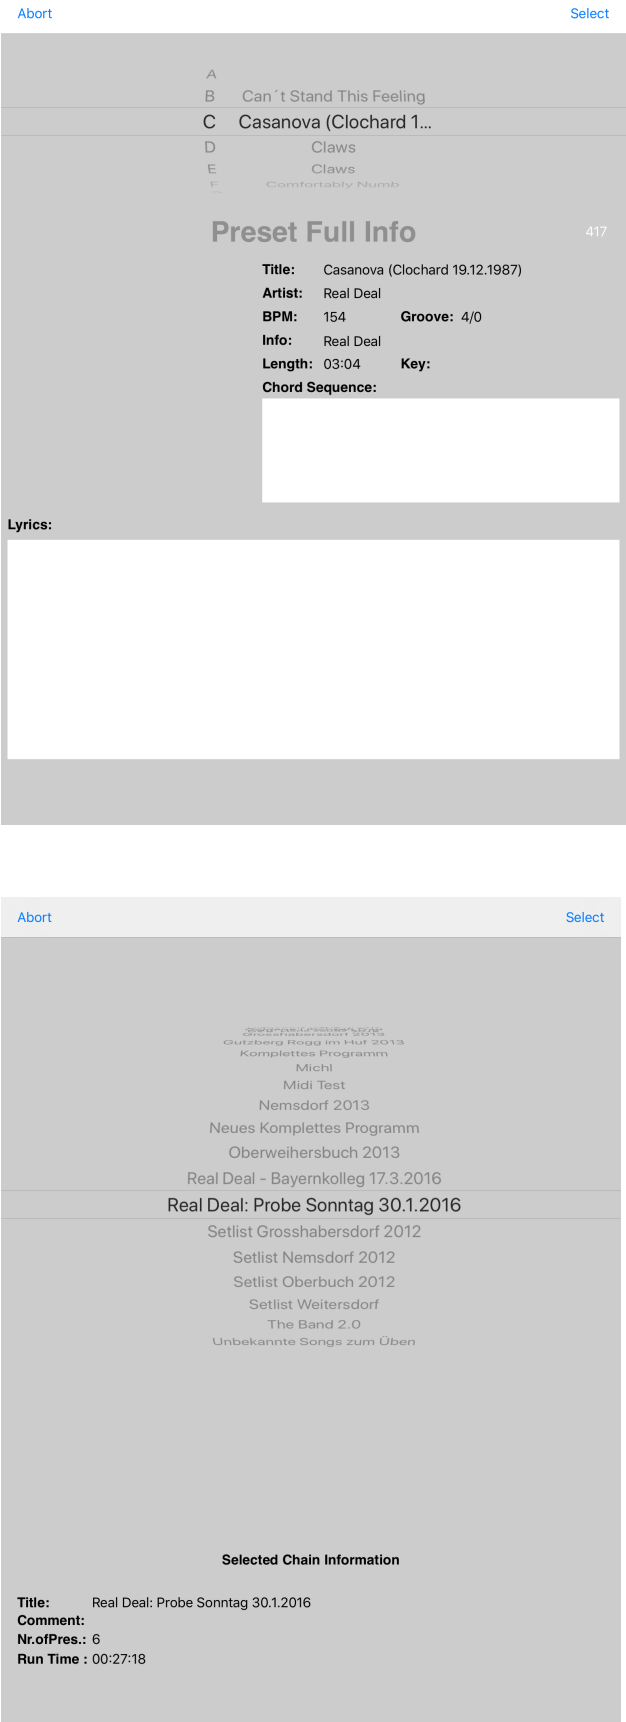 Abort Select
A
B Can´t Stand This Feeling
C Casanova (Clochard 1...
D Claws
E Claws
F Comfortably Numb
Preset Full Info 417
Title: Casanova (Clochard 19.12.1987)
Artist: Real Deal
BPM: 154 Groove: 4/0
Info: Real Deal
Length: 03:04 Key:
Chord Sequence:
Lyrics:
Abort Select
Grosshabersdorf 2013
Gutzberg Rogg im Huf 2013
Komplettes Programm
Michl
Midi Test
Nemsdorf 2013
Neues Komplettes Programm
Oberweihersbuch 2013
Real Deal - Bayernkolleg 17.3.2016
Real Deal: Probe Sonntag 30.1.2016
Setlist Grosshabersdorf 2012
Setlist Nemsdorf 2012
Setlist Oberbuch 2012
Setlist Weitersdorf
The Band 2.0
Unbekannte Songs zum Üben
Selected Chain Information
Title: Real Deal: Probe Sonntag 30.1.2016
Comment:
Nr.ofPres.: 6
Run Time : 00:27:18